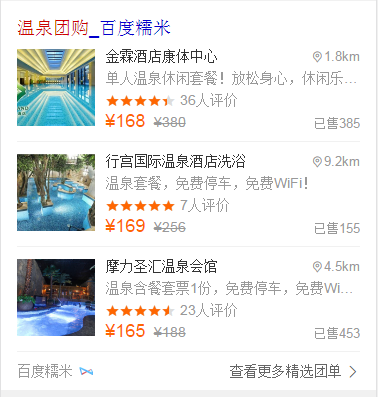 温泉团购_百度糯米
金霖酒店康体中心 1.8km
单人温泉休闲套餐！放松身心，休闲乐...
36人评价
¥168 ¥380 已售385
行宫国际温泉酒店洗浴 9.2km
温泉套餐，免费停车，免费WiFi！
7人评价
¥169 ¥256 已售155
摩力圣汇温泉会馆 4.5km
温泉含餐套票1份，免费停车，免费Wi...
23人评价
¥165 ¥188 已售453
百度糯米 查看更多精选团单